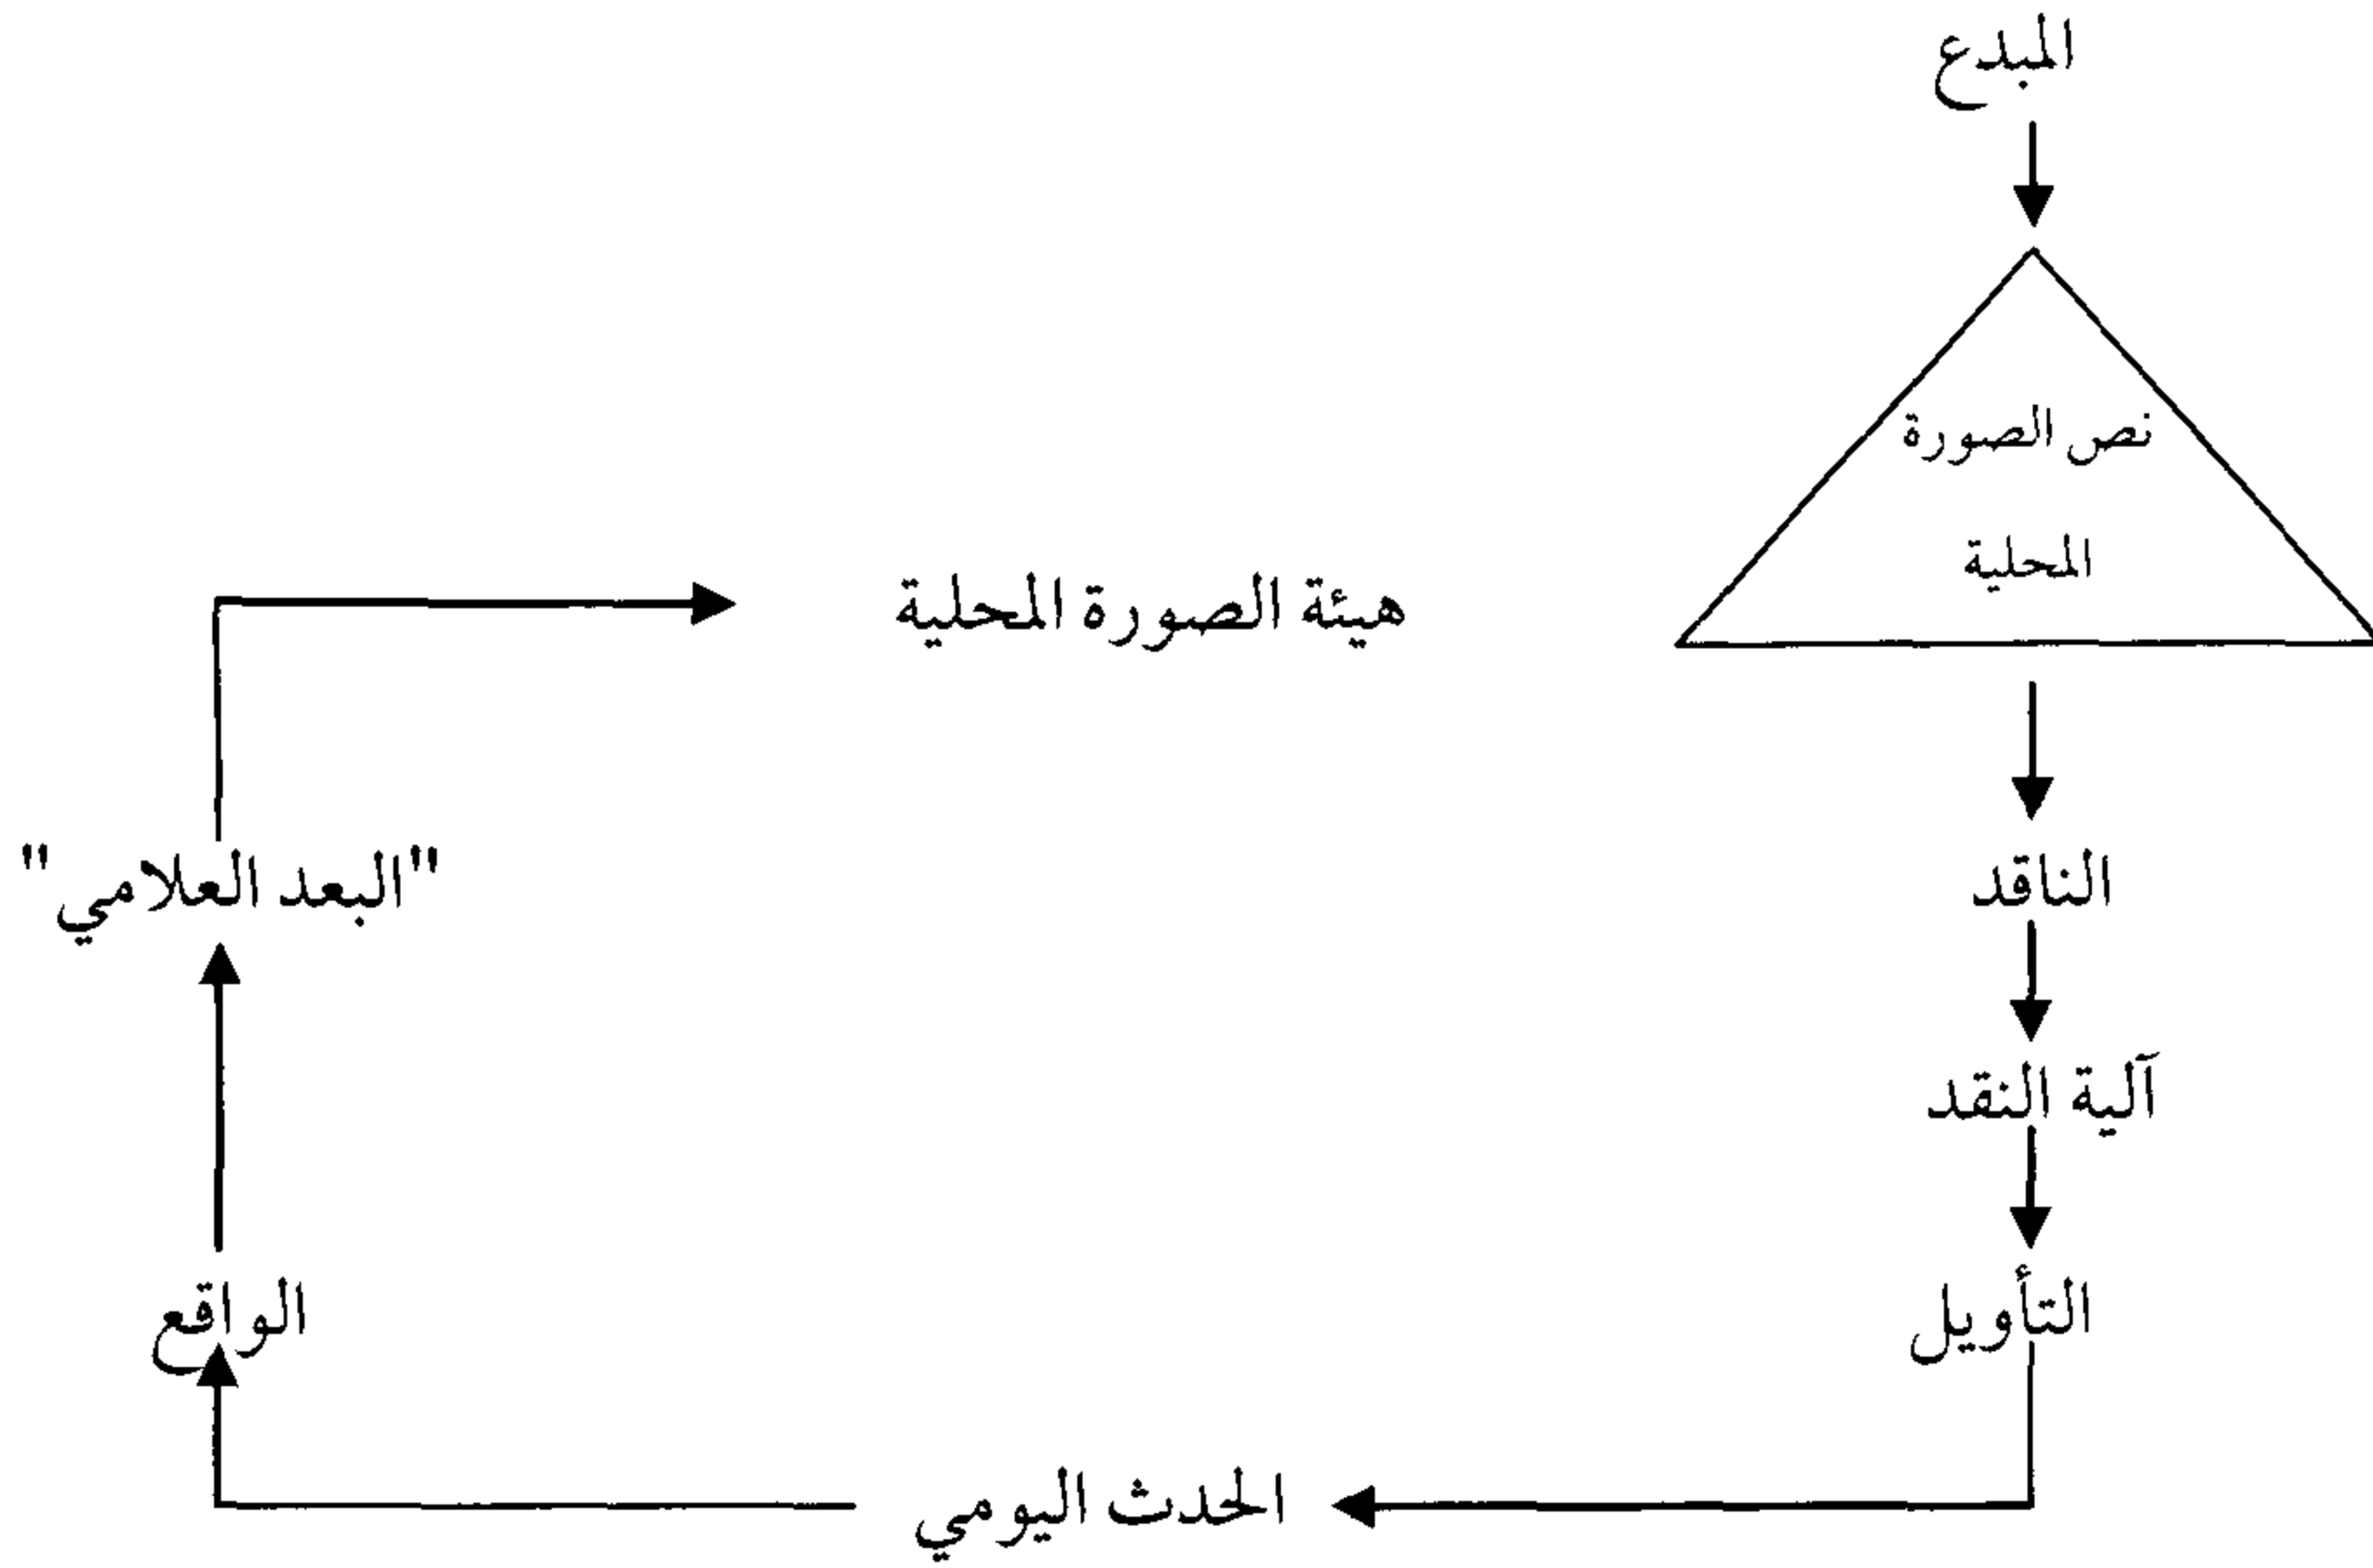 المبدع
نص الصورة
المحلية
هيئة الصورة المحلية
الناقد
"البعد العلامي"
آلية النقد
التأويل
الواقع
الحدث اليومي